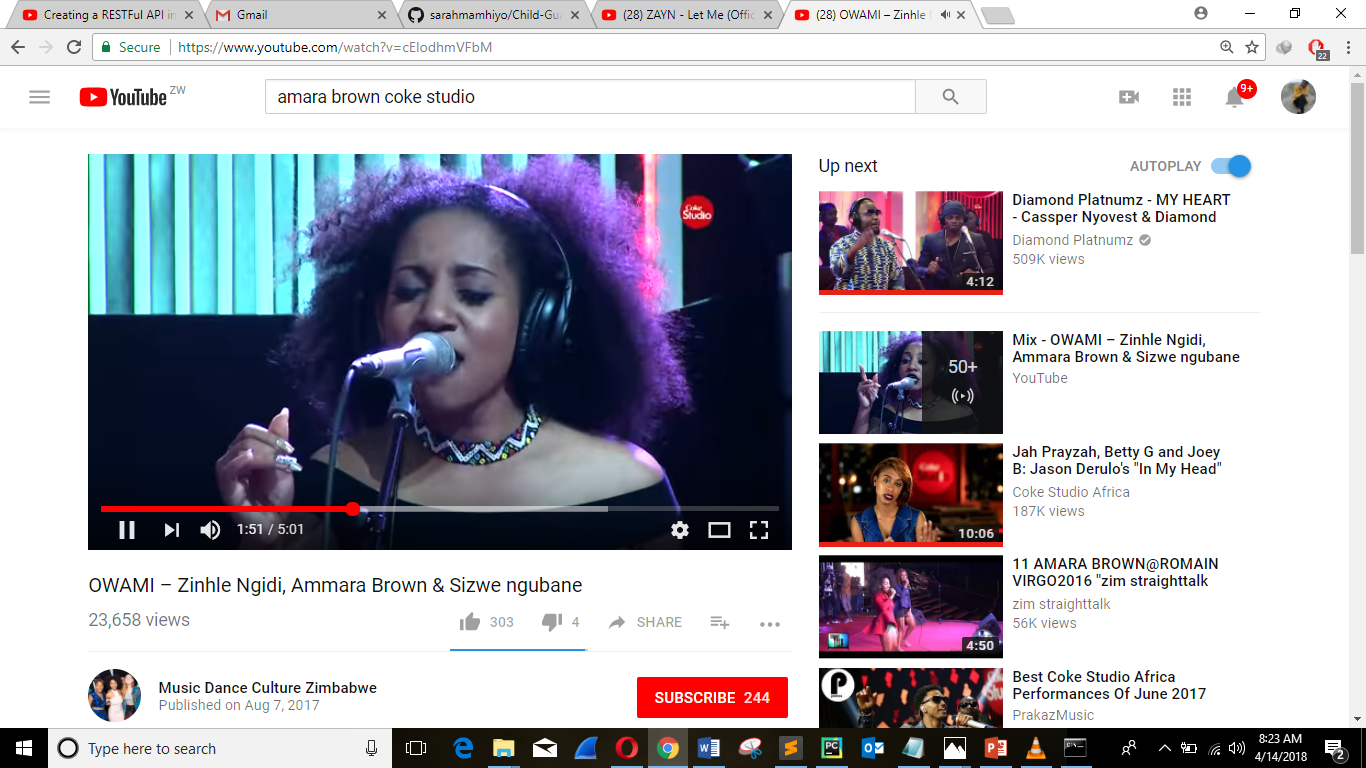 Creating a RESTFul API in
Gmail
sarahmamhiyo/Child-Gua
(28) ZAYN - Let Me (Offic
(28) OWAMI – Zinhle
Secure
https://www.youtube.com/watch?v=cEIodhmVFbM
22
YouTube ZW
amara brown coke studio
9+
Coke Studio
1:51 / 5:01
OWAMI – Zinhle Ngidi, Ammara Brown & Sizwe ngubane
23,658 views
303
4
SHARE
Music Dance Culture Zimbabwe
Published on Aug 7, 2017
SUBSCRIBE 244
Up next
AUTOPLAY
4:12
Diamond Platnumz - MY HEART
- Cassper Nyovest & Diamond
Diamond Platnumz
509K views
50+
Mix - OWAMI – Zinhle Ngidi,
Ammara Brown & Sizwe ngubane
YouTube
10:06
Jah Prayzah, Betty G and Joey
B: Jason Derulo's "In My Head"
Coke Studio Africa
187K views
4:50
11 AMARA BROWN@ROMAIN
VIRGO2016 "zim straighttalk
zim straighttalk
56K views
Best Coke Studio Africa
Performances Of June 2017
PrakazMusic
Type here to search
8:23 AM
4/14/2018
2